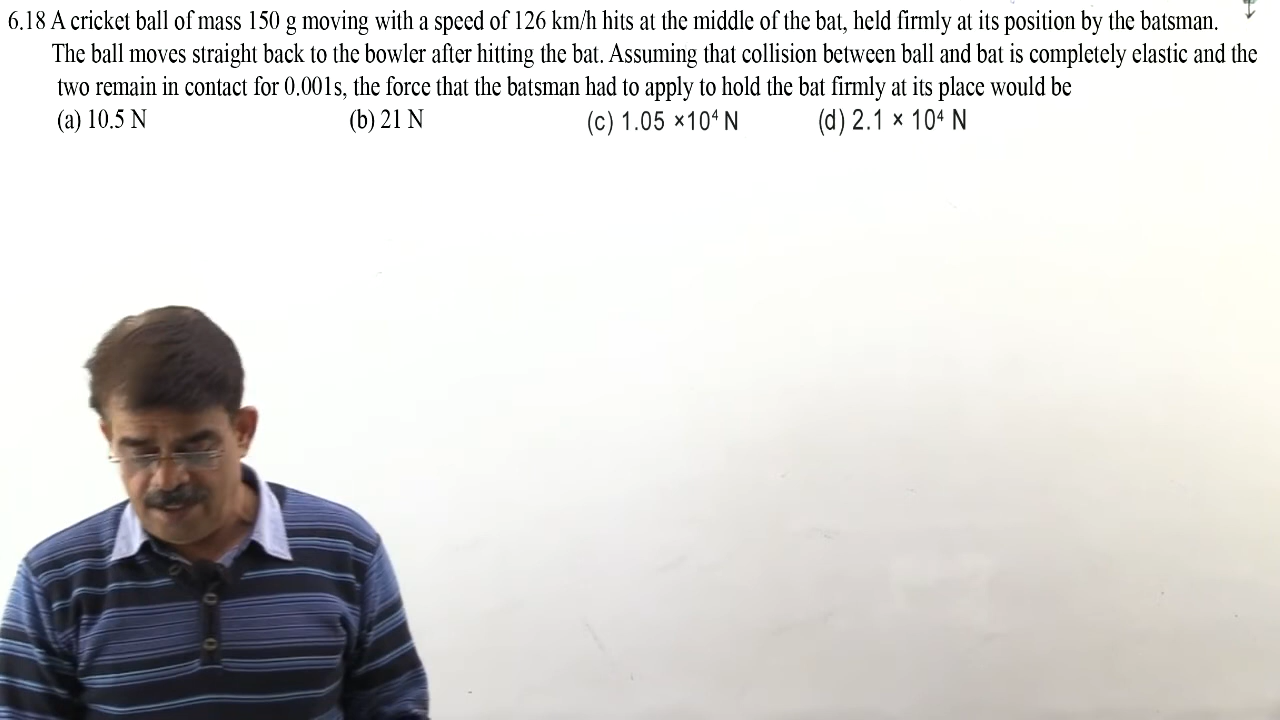 6.18 A cricket ball of mass 150 g moving with a speed of 126 km/h hits at the middle of the bat, held firmly at its position by the batsman.
The ball moves straight back to the bowler after hitting the bat. Assuming that collision between ball and bat is completely elastic and the
two remain in contact for 0.001s, the force that the batsman had to apply to hold the bat firmly at its place would be
(a) 10.5 N (b) 21 N (c) 1.05 ×10⁴ N (d) 2.1 × 10⁴ N